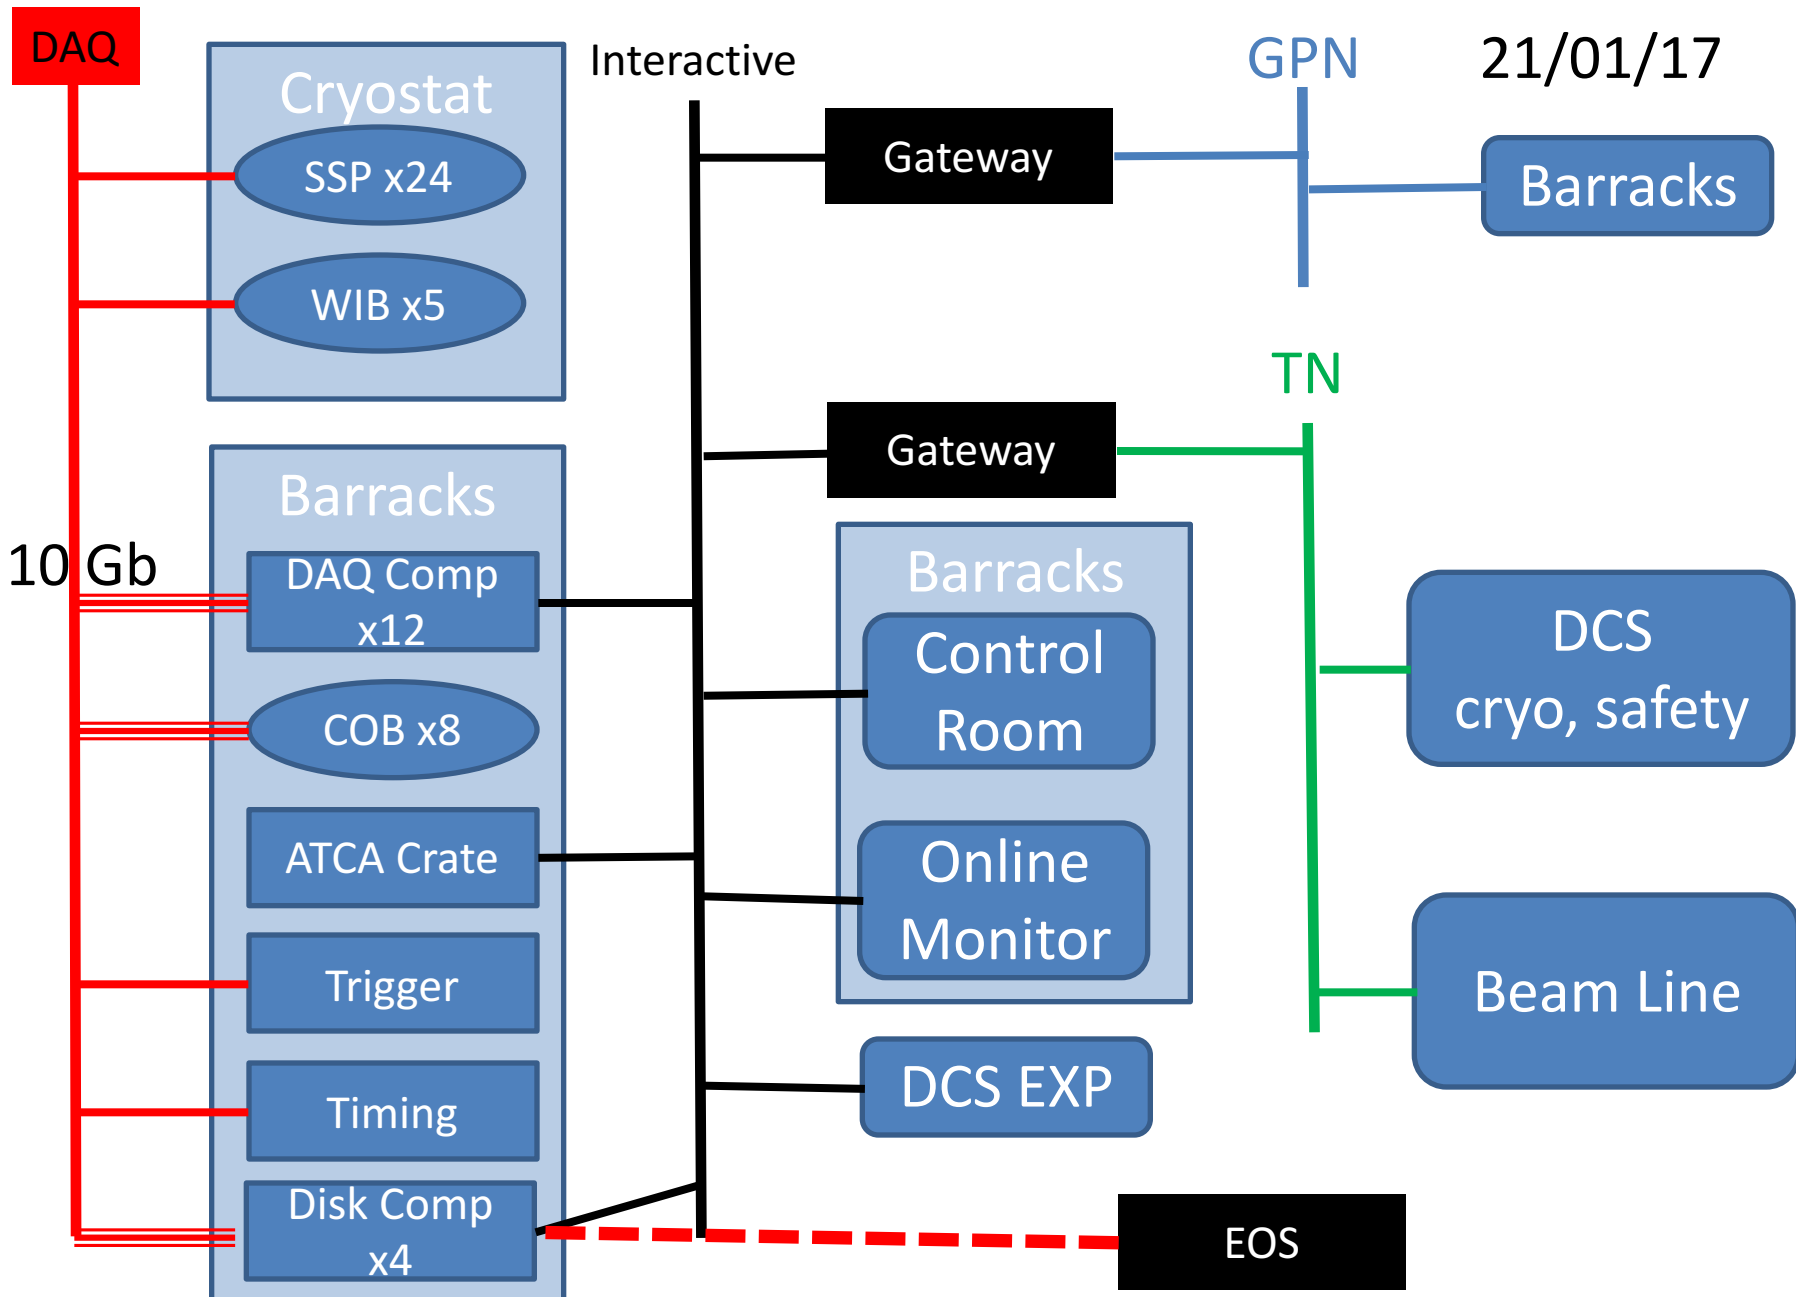 DAQ
Cryostat
SSP x24
WIB x5
Barracks
10 Gb
DAQ Comp
x12
COB x8
ATCA Crate
Trigger
Timing
Disk Comp
x4
Interactive
Gateway
Gateway
Barracks
Control
Room
Online
Monitor
DCS EXP
EOS
GPN
21/01/17
Barracks
TN
DCS
cryo, safety
Beam Line